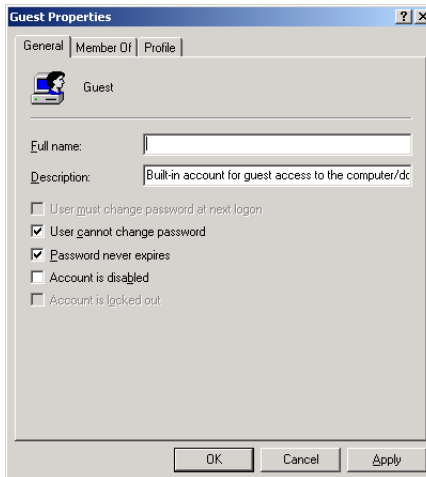 Guest Properties
General Member Of Profile
Guest
Full name:
Description: Built-in account for guest access to the computer/do
User must change password at next logon
User cannot change password
Password never expires
Account is disabled
Account is locked out
OK Cancel Apply